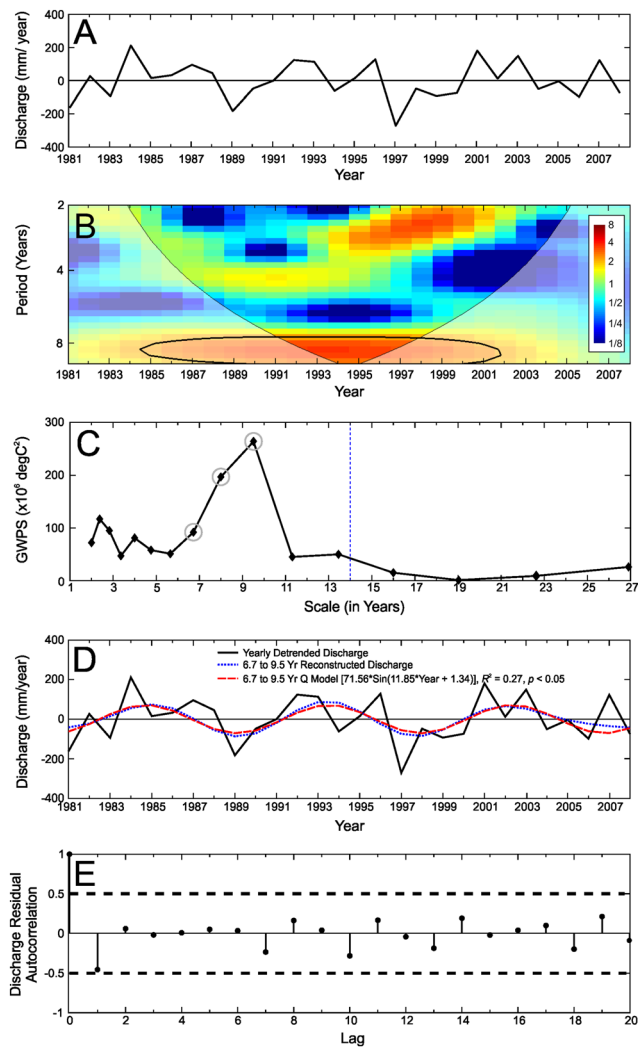 A
400
200
0
-200
-400
Discharge (mm/ year)
1981 1983 1985 1987 1989 1991 1993 1995 1997 1999 2001 2003 2005 2007
Year
B
2
4
8
Period (Years)
8
4
2
1
1/2
1/4
1/8
1981 1983 1985 1987 1989 1991 1993 1995 1997 1999 2001 2003 2005 2007
Year
C
300
200
100
0
GWPS (x10⁶ degC²)
1 3 5 7 9 11 13 15 17 19 21 23 25 27
Scale (in Years)
D
400
200
0
-200
-400
Discharge (mm/year)
Yearly Detrended Discharge
6.7 to 9.5 Yr Reconstructed Discharge
6.7 to 9.5 Yr Q Model [71.56*Sin(11.85*Year + 1.34)], R² = 0.27, p < 0.05
1981 1983 1985 1987 1989 1991 1993 1995 1997 1999 2001 2003 2005 2007
Year
E
1
0.5
0
-0.5
-1
Discharge Residual
Autocorrelation
0 2 4 6 8 10 12 14 16 18 20
Lag